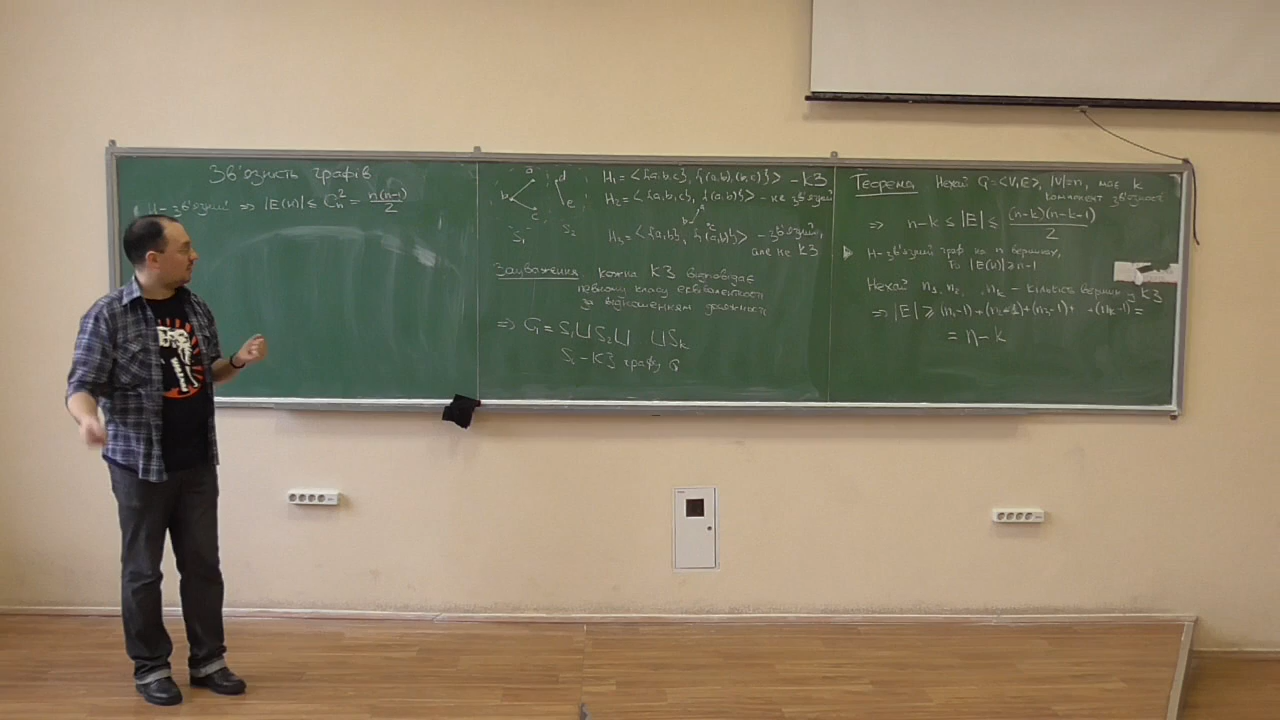 Зв'язність графів
H - зв'язний ⇒ |E(H)| ≤ C²ₙ = n(n-1)/2
a d
b c e
S₁ S₂
H₁ = <{a,b,c}, {(a,b),(b,c)}> - КЗ
H₂ = <{a,b,c}, {(a,b)}> - не зв'язний
H₃ = <{a,b}, {(a,b)}> - зв'язний,
але не КЗ
Зауваження кожна КЗ відповідає
певному класу еквівалентності
за відношенням досяжності
⇒ G = S₁⊔S₂⊔ ⊔Sₖ
Sᵢ - КЗ графу G
Теорема Нехай G=<V,E>, |V|=n, має k
компонент зв'язності
⇒ n-k ≤ |E| ≤ (n-k)(n-k-1)/2
H - зв'язний граф на n вершинах,
то |E(H)| ≥ n-1
Нехай n₁, n₂, , nₖ - кількість вершин КЗ
⇒ |E| ≥ (n₁-1)+(n₂-1)+(n₃-1)+ +(nₖ-1) =
= n-k